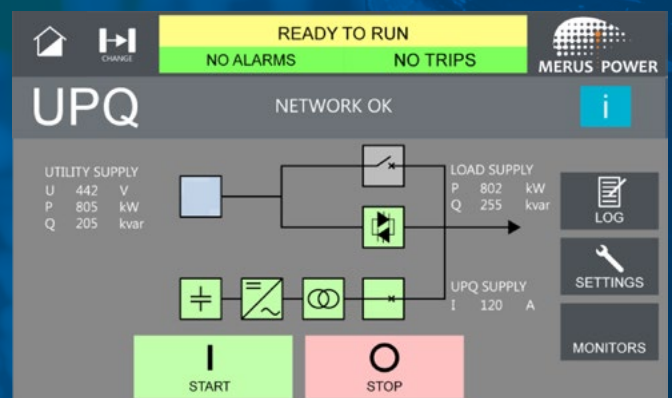 CHANGE
READY TO RUN
NO ALARMS NO TRIPS
MERUS POWER
UPQ
NETWORK OK
i
UTILITY SUPPLY
U 442 V
P 805 kW
Q 205 kvar
LOAD SUPPLY
P 802 kW
Q 255 kvar
LOG
SETTINGS
UPQ SUPPLY
I 120 A
MONITORS
START
STOP